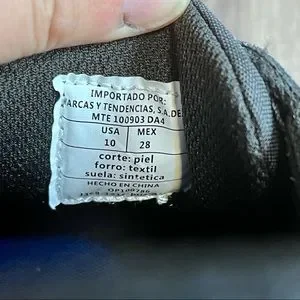 IMPORTADO POR:
MARCAS Y TENDENCIAS, S.A. DE
MTE 100903 DA4
USA MEX
10 28
corte: piel
forro: textil
suela: sintetica
HECHO EN CHINA